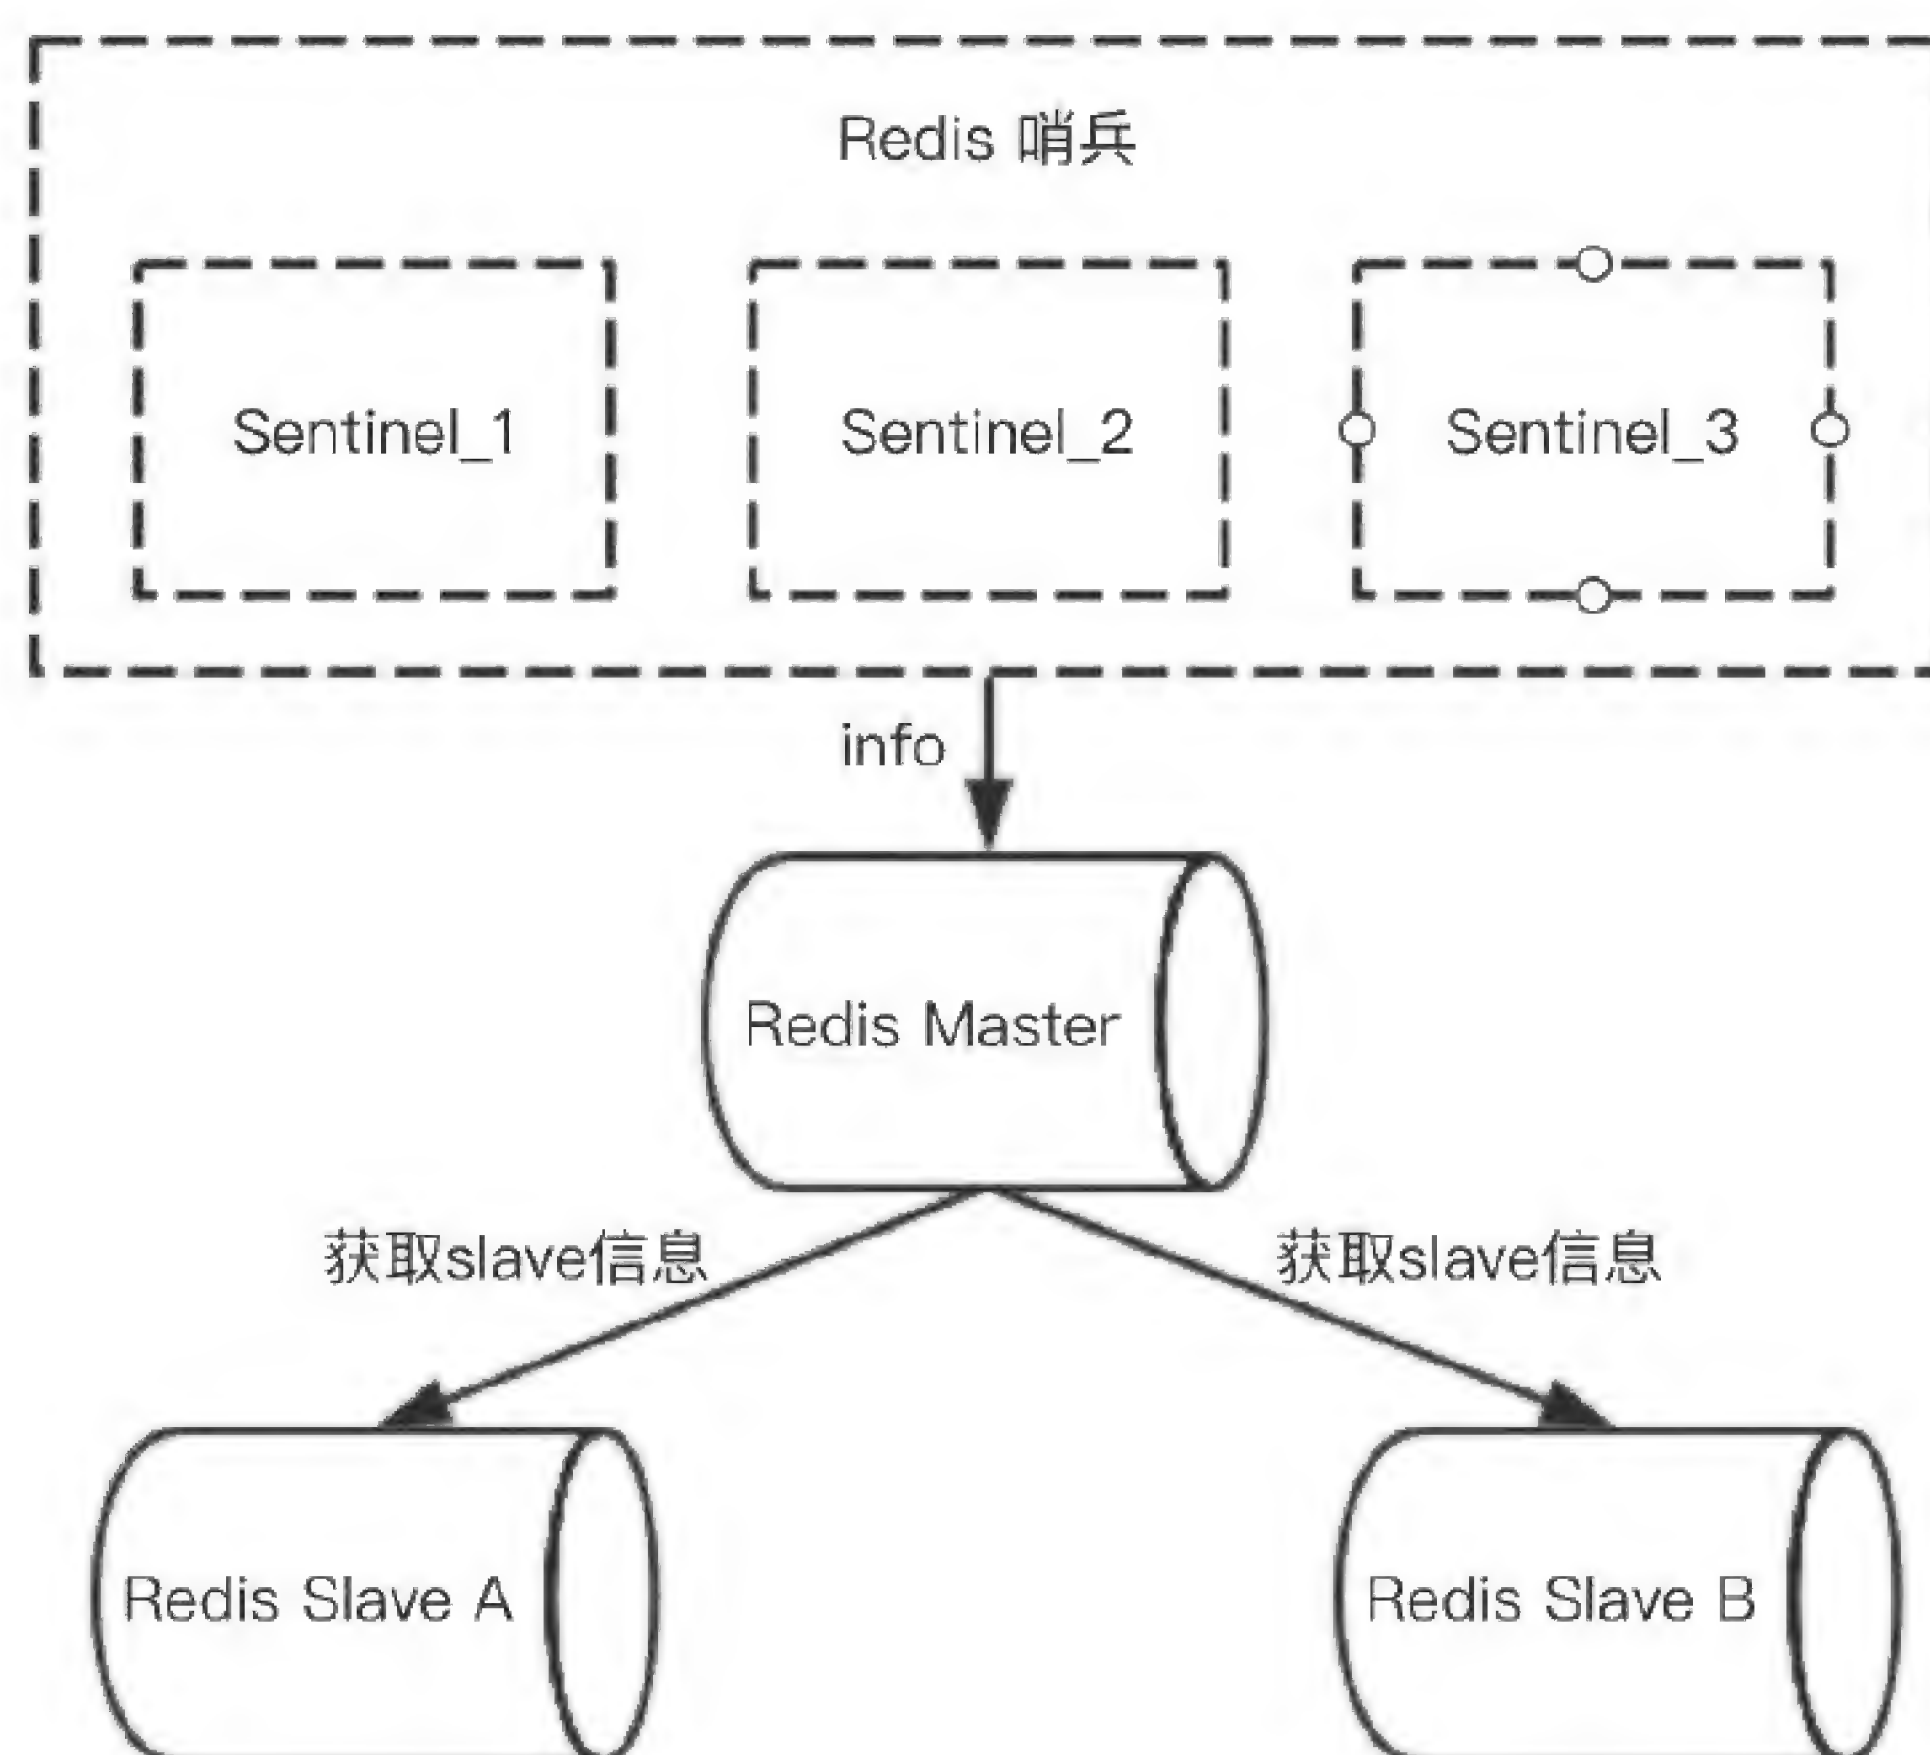 Redis 哨兵
Sentinel_1
Sentinel_2
Sentinel_3
info
Redis Master
获取slave信息
获取slave信息
Redis Slave A
Redis Slave B